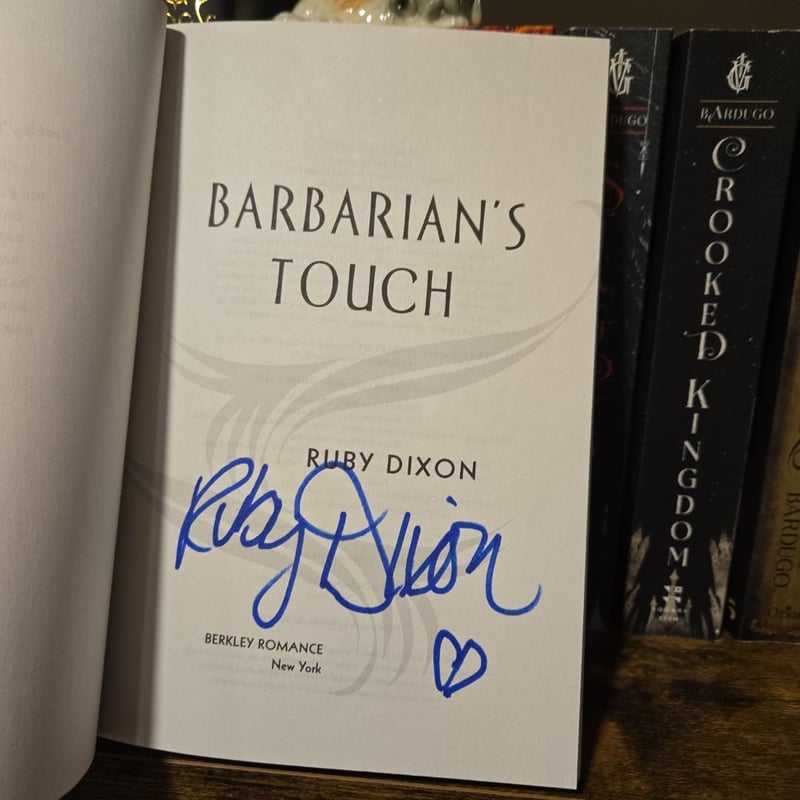 BARBARIAN'S
TOUCH
RUBY DIXON
Ruby Dixon
BERKLEY ROMANCE
New York
BARDUGO
CROOKED KINGDOM
BARDUGO